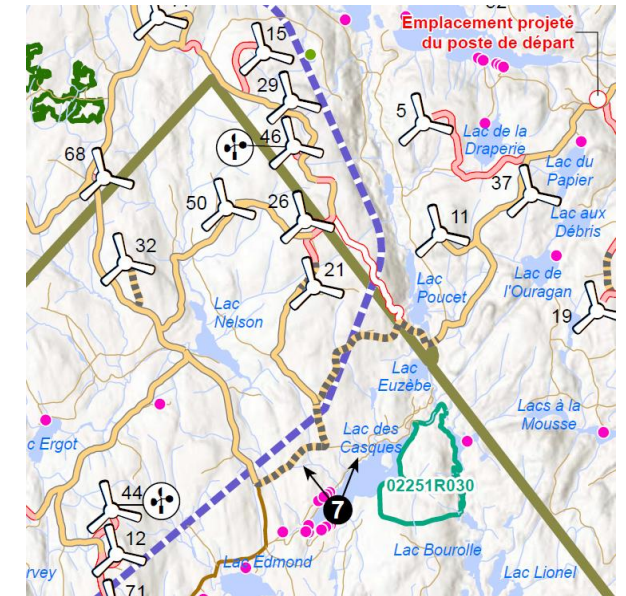 15
Emplacement projeté
du poste de départ
29
5
46
Lac de la
Draperie
68
Lac du
Papier
37
50
26
11
Lac aux
Débris
32
21
Lac
Poucet
Lac de
l'Ouragan
Lac
Nelson
19
Lac
Euzèbe
Lacs à la
Mousse
Lac des
Casques
c Ergot
02251R030
44
7
12
Lac Edmond
Lac Bourolle
rvey
71
Lac Lionel